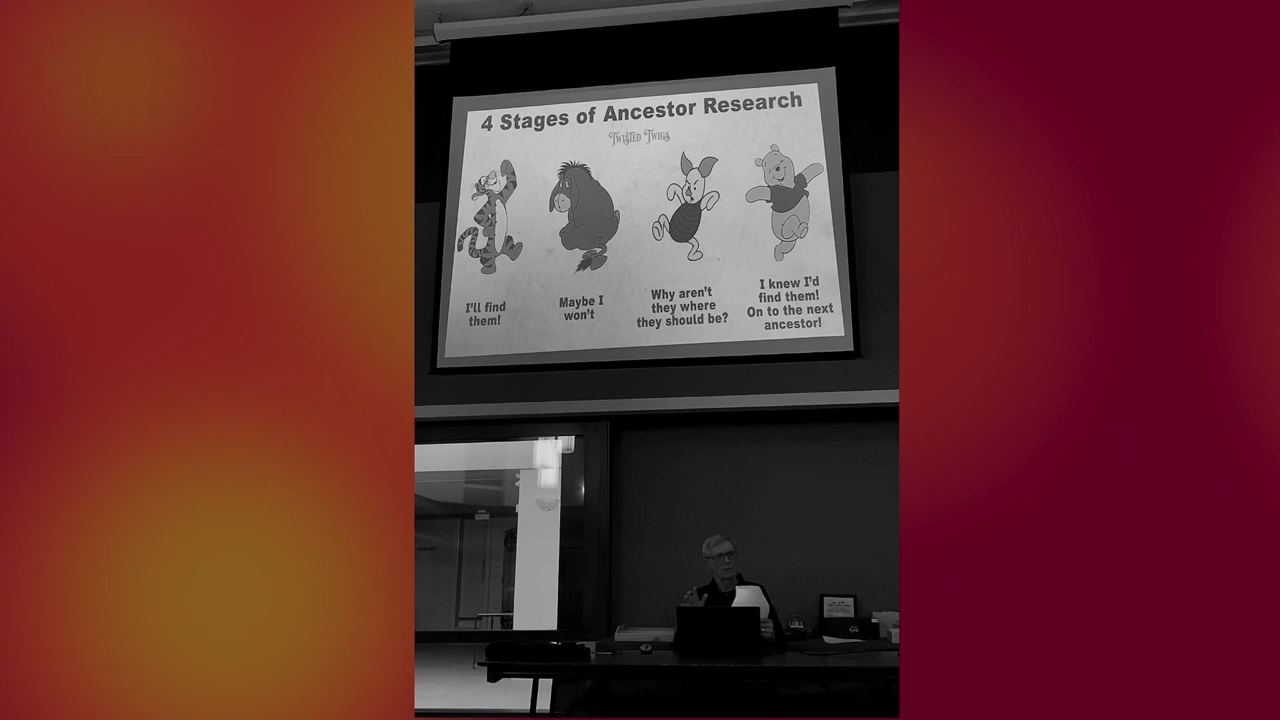 4 Stages of Ancestor Research
Twisted Twigs
I'll find
them!
Maybe I
won't
Why aren't
they where
they should be?
I knew I'd
find them!
On to the next
ancestor!